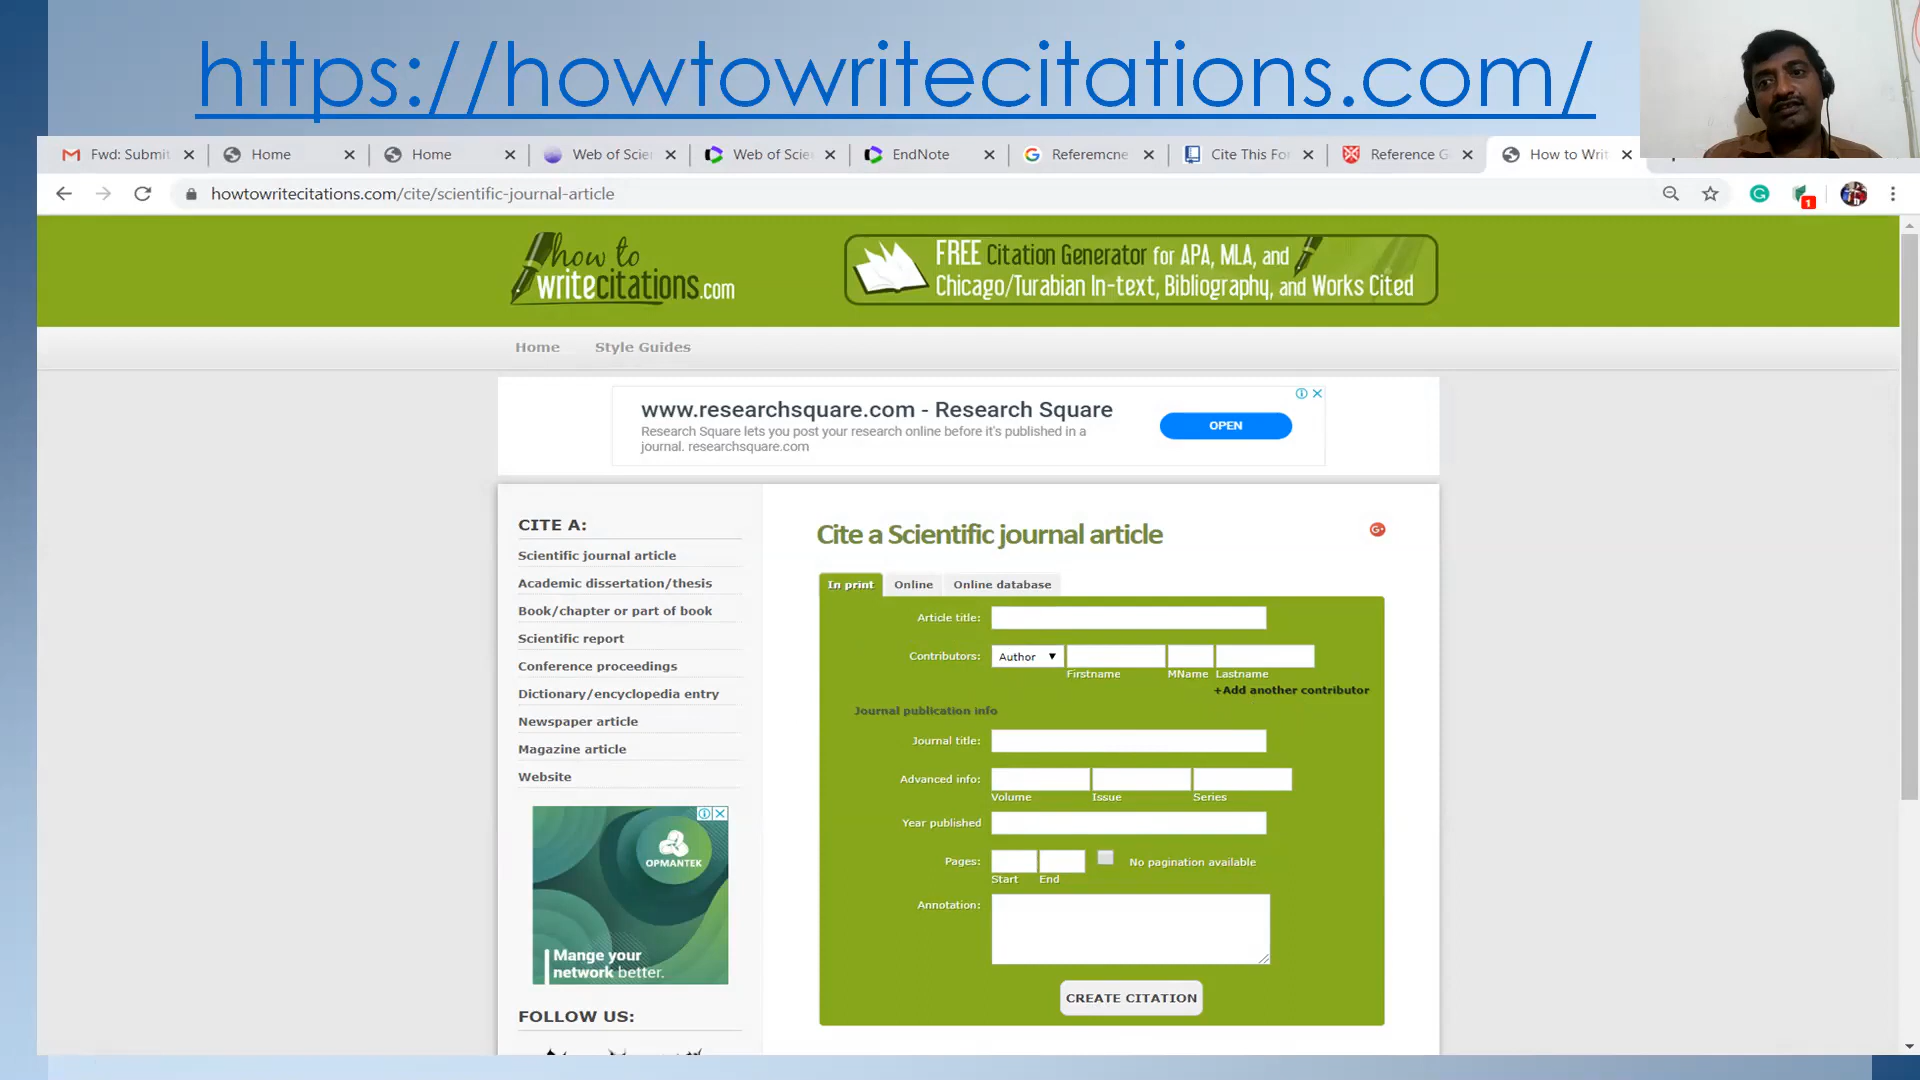 https://howtowritecitations.com/
Fwd: Submit
Home
Home
Web of Scie
Web of Scie
EndNote
Referemcne
Cite This For
Reference G
How to Writ
howtowritecitations.com/cite/scientific-journal-article
1
how to
writecitations.com
FREE Citation Generator for APA, MLA, and
Chicago/Turabian In-text, Bibliography, and Works Cited
Home
Style Guides
www.researchsquare.com - Research Square
Research Square lets you post your research online before it's published in a
journal. researchsquare.com
OPEN
CITE A:
Scientific journal article
Academic dissertation/thesis
Book/chapter or part of book
Scientific report
Conference proceedings
Dictionary/encyclopedia entry
Newspaper article
Magazine article
Website
OPMANTEK
Mange your
network better.
FOLLOW US:
Cite a Scientific journal article
G+
In print
Online
Online database
Article title:
Contributors:
Author
Firstname
MName
Lastname
+Add another contributor
Journal publication info
Journal title:
Advanced info:
Volume
Issue
Series
Year published
Pages:
No pagination available
Start
End
Annotation:
CREATE CITATION